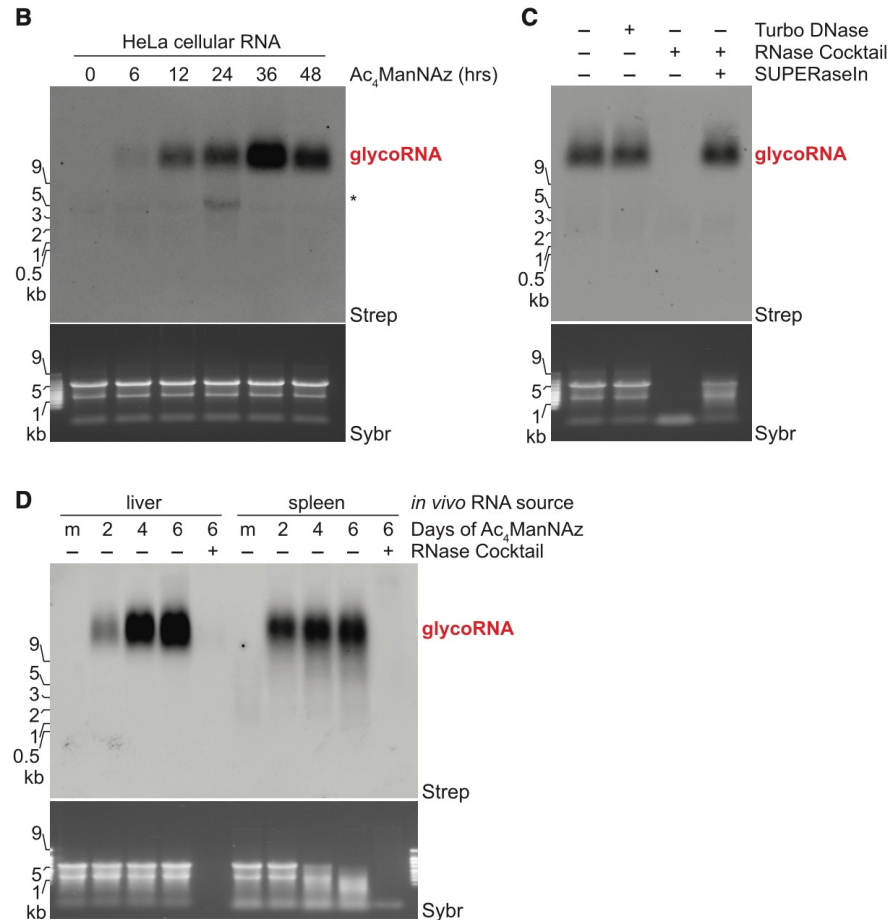 B
HeLa cellular RNA
0 6 12 24 36 48 Ac4ManNAz (hrs)
glycoRNA
9
5
3
2
1
0.5
kb
*
Strep
9
5
1
kb
Sybr
C
– + – – Turbo DNase
– – + + RNase Cocktail
– – – + SUPERaseIn
glycoRNA
9
5
3
2
1
0.5
kb
Strep
9
5
1
kb
Sybr
D
liver spleen in vivo RNA source
m 2 4 6 6 m 2 4 6 6 Days of Ac4ManNAz
– – – – + – – – – + RNase Cocktail
glycoRNA
9
5
3
2
1
0.5
kb
Strep
9
5
1
kb
Sybr